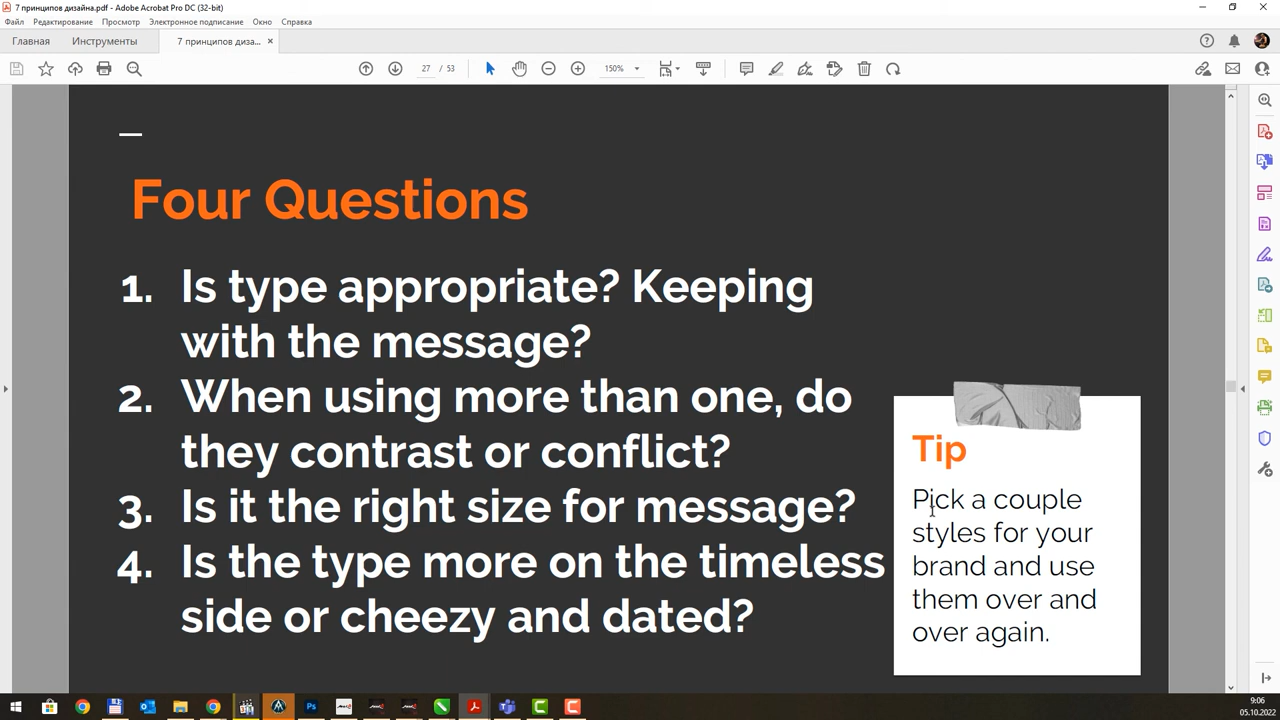 7 принципов дизайна.pdf - Adobe Acrobat Pro DC (32-bit)
Файл Редактирование Просмотр Электронное подписание Окно Справка
Главная Инструменты 7 принципов диза...
27 / 53 150%
Four Questions
1. Is type appropriate? Keeping
with the message?
2. When using more than one, do
they contrast or conflict?
3. Is it the right size for message?
4. Is the type more on the timeless
side or cheezy and dated?
Tip
Pick a couple
styles for your
brand and use
them over and
over again.
9:06
05.10.2022